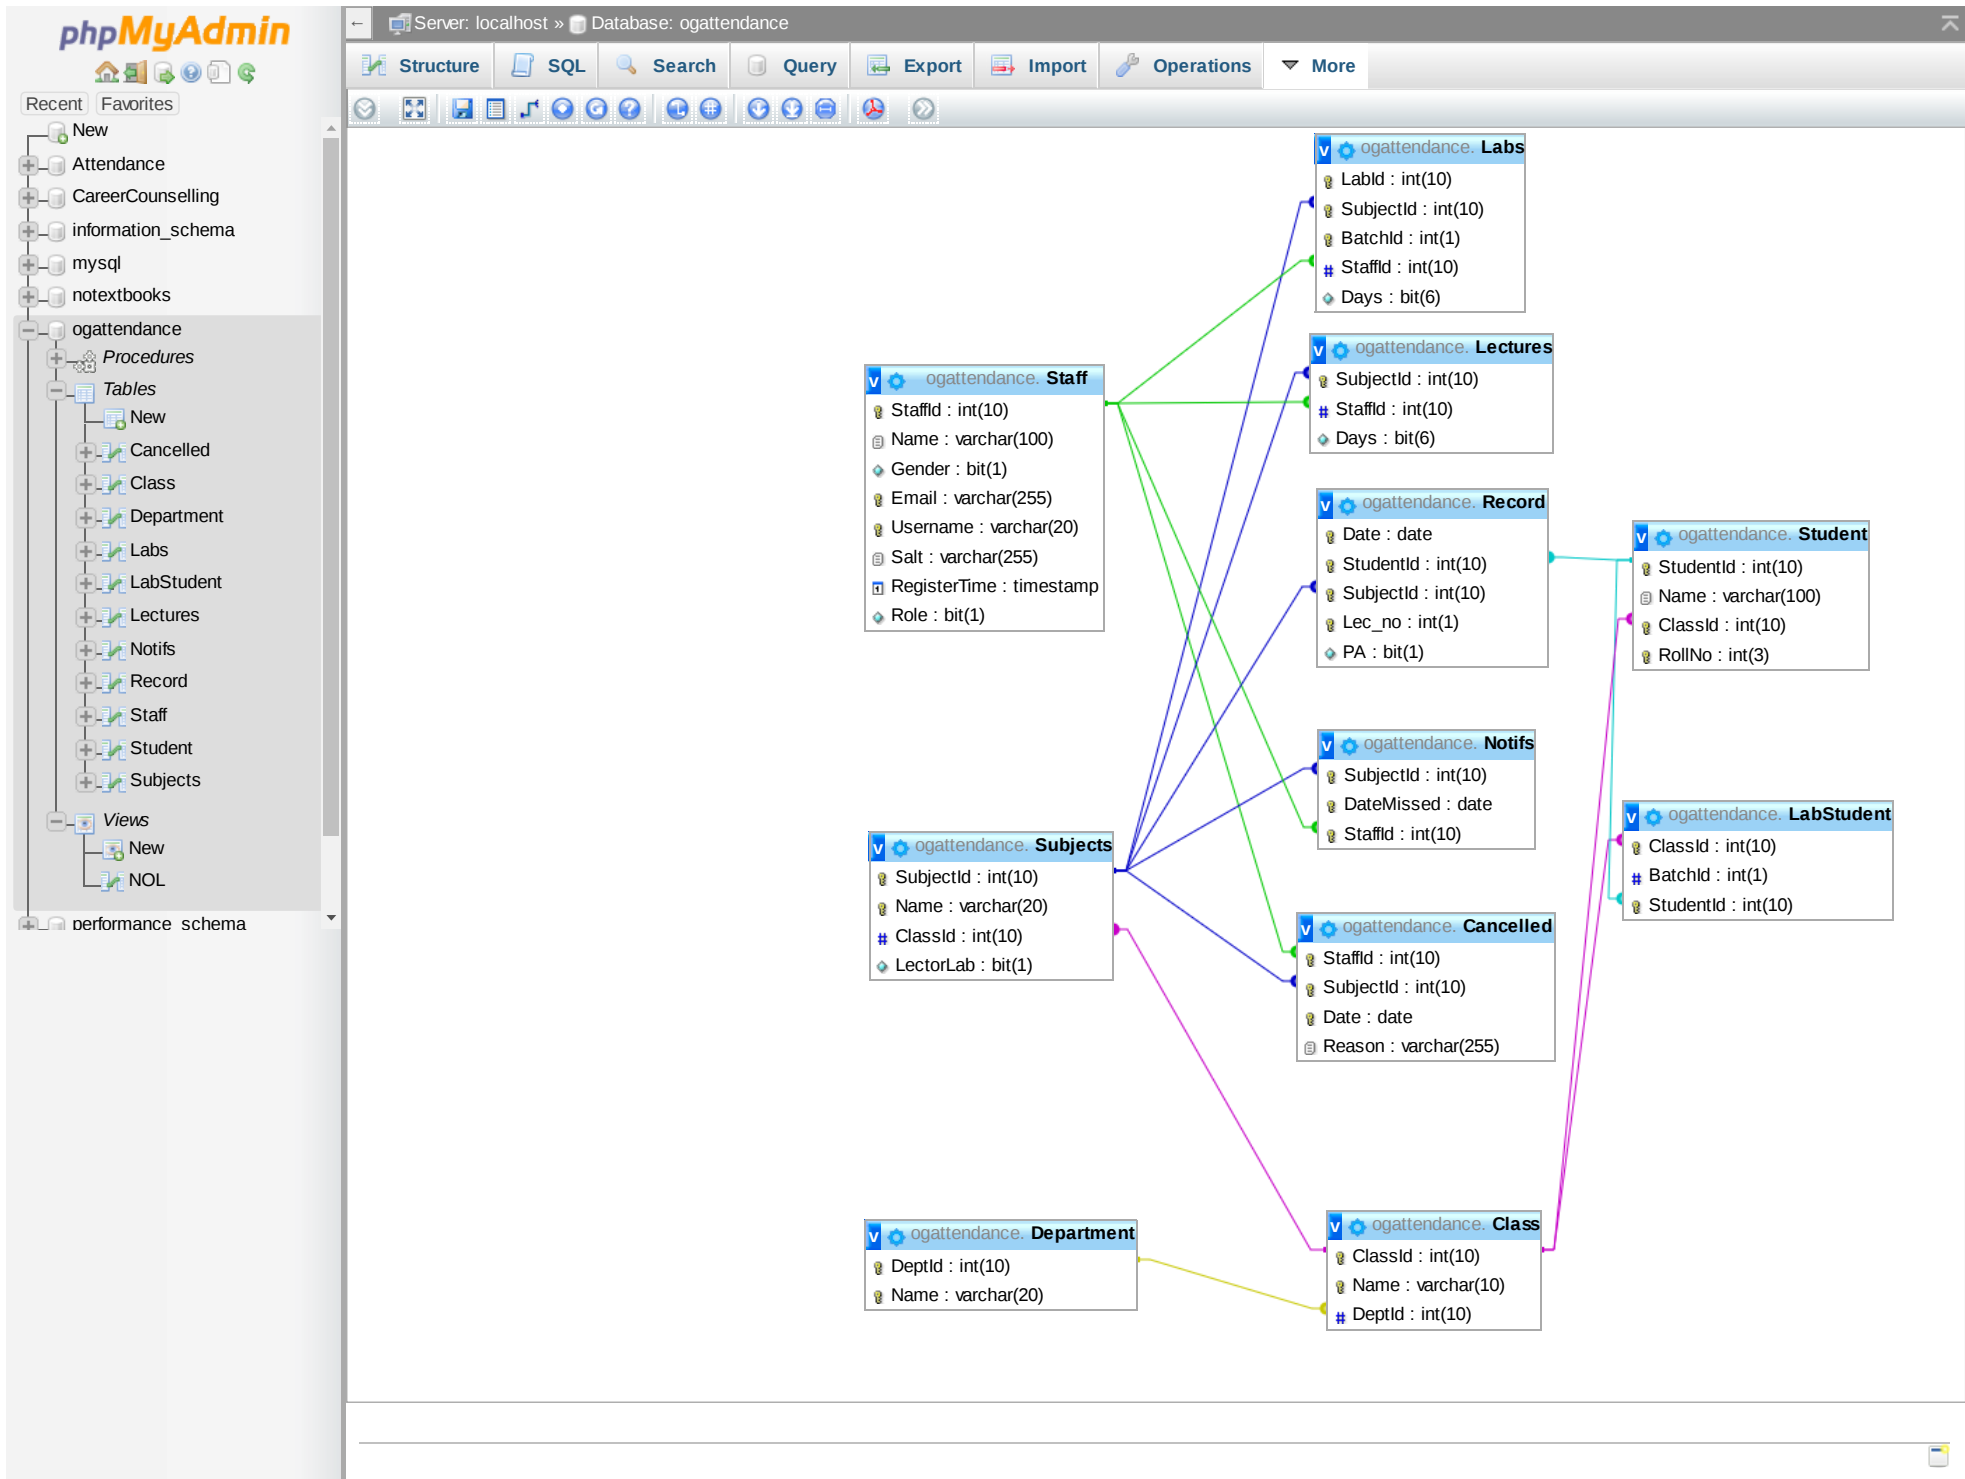 phpMyAdmin
Recent Favorites
New
Attendance
CareerCounselling
information_schema
mysql
notextbooks
ogattendance
Procedures
Tables
New
Cancelled
Class
Department
Labs
LabStudent
Lectures
Notifs
Record
Staff
Student
Subjects
Views
New
NOL
performance_schema
← Server: localhost » Database: ogattendance
Structure SQL Search Query Export Import Operations More
v ogattendance. Labs
LabId : int(10)
SubjectId : int(10)
BatchId : int(1)
# StaffId : int(10)
Days : bit(6)
v ogattendance. Lectures
SubjectId : int(10)
# StaffId : int(10)
Days : bit(6)
v ogattendance. Staff
StaffId : int(10)
Name : varchar(100)
Gender : bit(1)
Email : varchar(255)
Username : varchar(20)
Salt : varchar(255)
RegisterTime : timestamp
Role : bit(1)
v ogattendance. Record
Date : date
StudentId : int(10)
SubjectId : int(10)
Lec_no : int(1)
PA : bit(1)
v ogattendance. Student
StudentId : int(10)
Name : varchar(100)
ClassId : int(10)
RollNo : int(3)
v ogattendance. Notifs
SubjectId : int(10)
DateMissed : date
StaffId : int(10)
v ogattendance. LabStudent
ClassId : int(10)
# BatchId : int(1)
StudentId : int(10)
v ogattendance. Subjects
SubjectId : int(10)
Name : varchar(20)
# ClassId : int(10)
LectorLab : bit(1)
v ogattendance. Cancelled
StaffId : int(10)
SubjectId : int(10)
Date : date
Reason : varchar(255)
v ogattendance. Department
DeptId : int(10)
Name : varchar(20)
v ogattendance. Class
ClassId : int(10)
Name : varchar(10)
# DeptId : int(10)